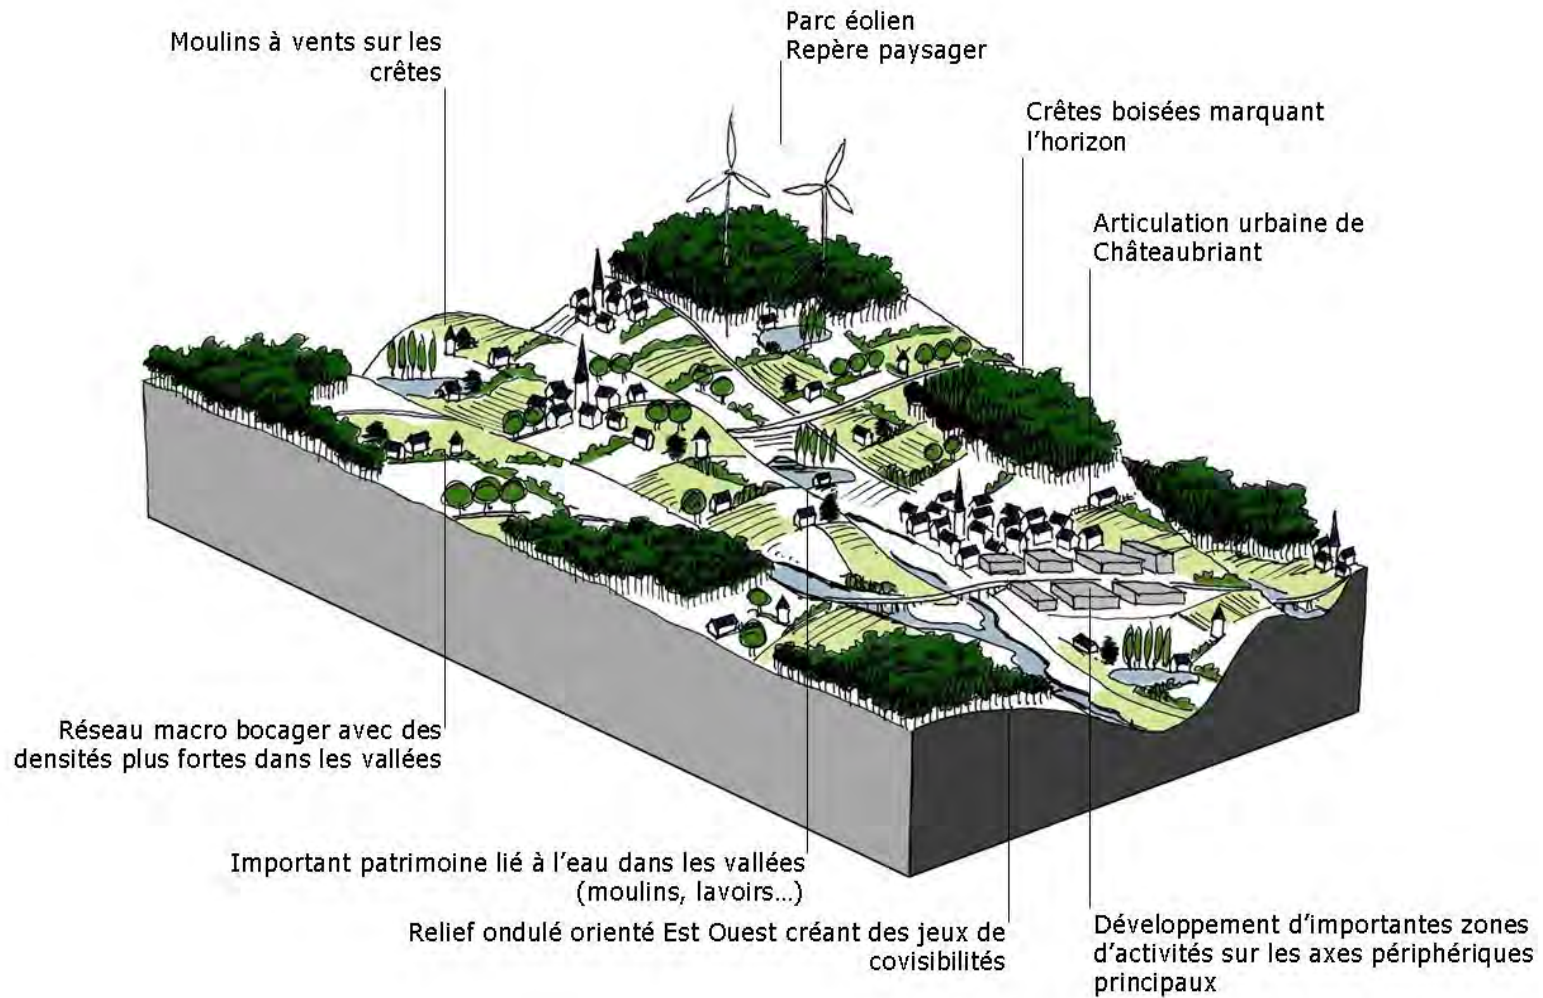 Parc éolien
Repère paysager
Moulins à vents sur les
crêtes
Crêtes boisées marquant
l'horizon
Articulation urbaine de
Châteaubriant
Réseau macro bocager avec des
densités plus fortes dans les vallées
Important patrimoine lié à l'eau dans les vallées
(moulins, lavoirs...)
Relief ondulé orienté Est Ouest créant des jeux de
covisibilités
Développement d'importantes zones
d'activités sur les axes périphériques
principaux